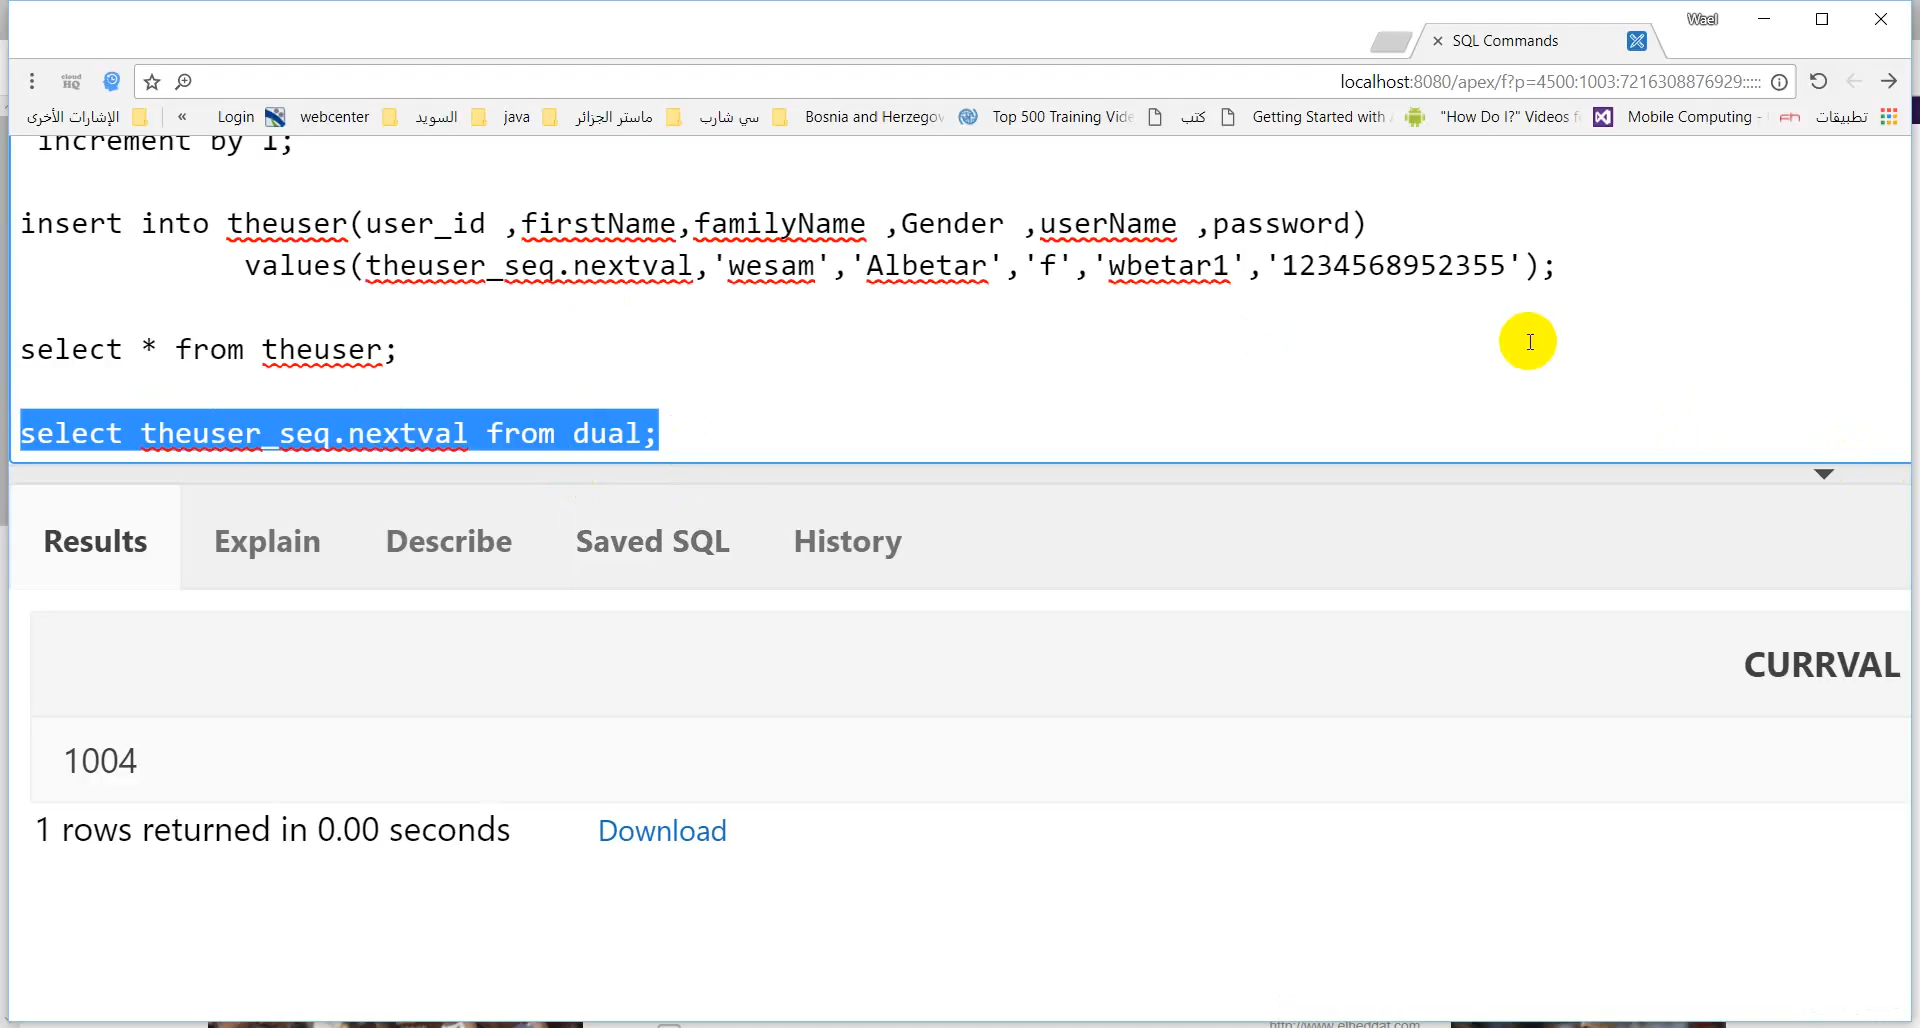 Wael
SQL Commands
cloud HQ
localhost:8080/apex/f?p=4500:1003:7216308876929:::::
الإشارات الأخرى
«
Login
webcenter
السويد
java
ماستر الجزائر
سي شارب
Bosnia and Herzegov
Top 500 Training Vide
كتب
Getting Started with
"How Do I?" Videos f
Mobile Computing -
تطبيقات
increment by 1;
insert into theuser(user_id ,firstName,familyName ,Gender ,userName ,password)
values(theuser_seq.nextval,'wesam','Albetar','f','wbetar1','1234568952355');
select * from theuser;
select theuser_seq.nextval from dual;
Results
Explain
Describe
Saved SQL
History
CURRVAL
1004
1 rows returned in 0.00 seconds
Download